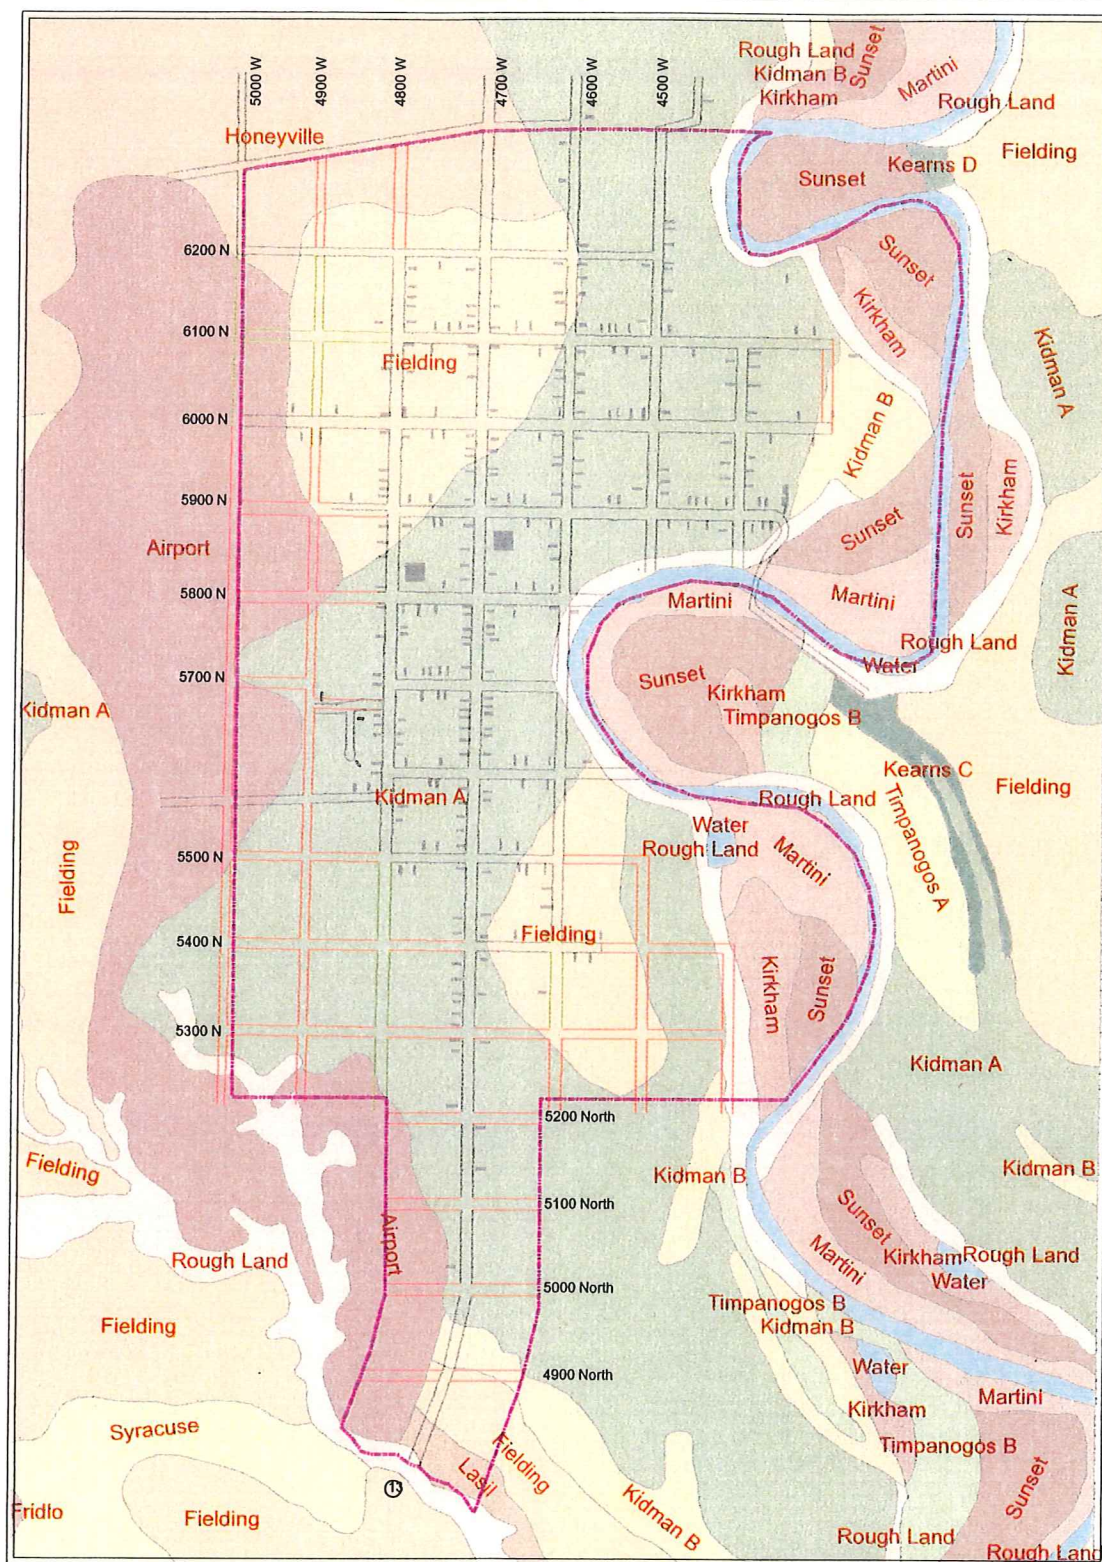 Rough Land
Kidman B
Kirkham
Sunset
Martini
Rough Land
5000 W
4900 W
4800 W
4700 W
4600 W
4500 W
Honeyville
Fielding
Kearns D
Sunset
6200 N
Sunset
Kirkham
6100 N
Fielding
Kidman A
6000 N
Kidman B
5900 N
Sunset
Sunset
Kirkham
Airport
5800 N
Martini
Martini
Kidman A
Rough Land
Water
5700 N
Sunset
Kirkham
Timpanogos B
Kidman A
Kearns C
Fielding
Kidman A
Rough Land
Timpanogos A
Water
Rough Land
Martini
5500 N
Fielding
5400 N
Fielding
Kirkham
Sunset
5300 N
Kidman A
5200 North
Fielding
Kidman B
Kidman B
5100 North
Airport
Sunset
Rough Land
Martini
Kirkham
Rough Land
Water
5000 North
Timpanogos B
Kidman B
Fielding
Water
4900 North
Martini
Kirkham
Syracuse
Timpanogos B
Fielding
Lasil
Sunset
13
Fridlo
Fielding
Kidman B
Rough Land
Rough Land